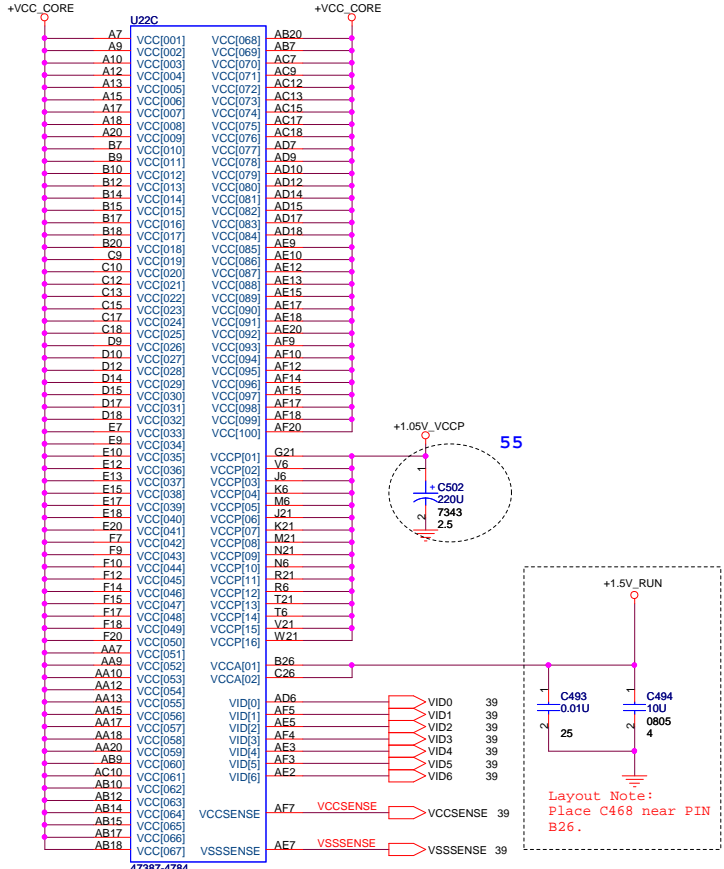 +VCC_CORE +VCC_CORE
U22C
A7 VCC[001] VCC[068] AB20
A9 VCC[002] VCC[069] AB7
A10 VCC[003] VCC[070] AC7
A12 VCC[004] VCC[071] AC9
A13 VCC[005] VCC[072] AC12
A15 VCC[006] VCC[073] AC13
A17 VCC[007] VCC[074] AC15
A18 VCC[008] VCC[075] AC17
A20 VCC[009] VCC[076] AC18
B7 VCC[010] VCC[077] AD7
B9 VCC[011] VCC[078] AD9
B10 VCC[012] VCC[079] AD10
B12 VCC[013] VCC[080] AD12
B14 VCC[014] VCC[081] AD14
B15 VCC[015] VCC[082] AD15
B17 VCC[016] VCC[083] AD17
B18 VCC[017] VCC[084] AD18
B20 VCC[018] VCC[085] AE9
C9 VCC[019] VCC[086] AE10
C10 VCC[020] VCC[087] AE12
C12 VCC[021] VCC[088] AE13
C13 VCC[022] VCC[089] AE15
C15 VCC[023] VCC[090] AE17
C17 VCC[024] VCC[091] AE18
C18 VCC[025] VCC[092] AE20
D9 VCC[026] VCC[093] AF9
D10 VCC[027] VCC[094] AF10
D12 VCC[028] VCC[095] AF12
D14 VCC[029] VCC[096] AF14
D15 VCC[030] VCC[097] AF15
D17 VCC[031] VCC[098] AF17
D18 VCC[032] VCC[099] AF18
E7 VCC[033] VCC[100] AF20
E9 VCC[034]
E10 VCC[035] VCCP[01] G21
E12 VCC[036] VCCP[02] V6
E13 VCC[037] VCCP[03] J6
E15 VCC[038] VCCP[04] K6
E17 VCC[039] VCCP[05] M6
E18 VCC[040] VCCP[06] J21
E20 VCC[041] VCCP[07] K21
F7 VCC[042] VCCP[08] M21
F9 VCC[043] VCCP[09] N21
F10 VCC[044] VCCP[10] N6
F12 VCC[045] VCCP[11] R21
F14 VCC[046] VCCP[12] R6
F15 VCC[047] VCCP[13] T21
F17 VCC[048] VCCP[14] T6
F18 VCC[049] VCCP[15] V21
F20 VCC[050] VCCP[16] W21
AA7 VCC[051]
AA9 VCC[052] VCCA[01] B26
AA10 VCC[053] VCCA[02] C26
AA12 VCC[054]
AA13 VCC[055] VID[0] AD6 VID0 39
AA15 VCC[056] VID[1] AF5 VID1 39
AA17 VCC[057] VID[2] AE5 VID2 39
AA18 VCC[058] VID[3] AF4 VID3 39
AA20 VCC[059] VID[4] AE3 VID4 39
AB9 VCC[060] VID[5] AF3 VID5 39
AC10 VCC[061] VID[6] AE2 VID6 39
AB10 VCC[062]
AB12 VCC[063]
AB14 VCC[064] VCCSENSE AF7 VCCSENSE VCCSENSE 39
AB15 VCC[065]
AB17 VCC[066]
AB18 VCC[067] VSSSENSE AE7 VSSSENSE VSSSENSE 39
47387-4784
+1.05V_VCCP
55
1
+ C502
220U
2 7343
2.5
+1.5V_RUN
1 C493
0.01U
2
25
1 C494
10U
2 0805
4
Layout Note:
Place C468 near PIN
B26.